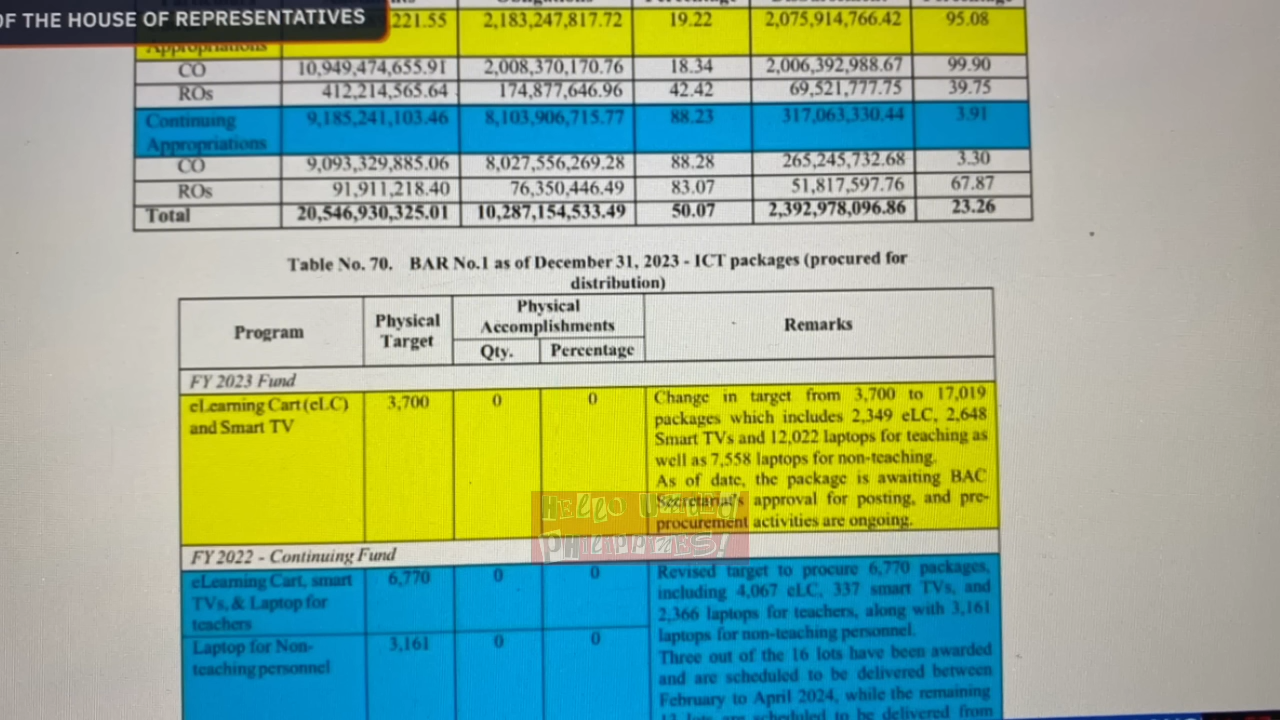 OF THE HOUSE OF REPRESENTATIVES
221.55 2,183,247,817.72 19.22 2,075,914,766.42 95.08
Appropriations
CO 10,949,474,655.91 2,008,370,170.76 18.34 2,006,392,988.67 99.90
ROs 412,214,565.64 174,877,646.96 42.42 69,521,777.75 39.75
Continuing 9,185,241,103.46 8,103,906,715.77 88.23 317,063,330.44 3.91
Appropriations
CO 9,093,329,885.06 8,027,556,269.28 88.28 265,245,732.68 3.30
ROs 91,911,218.40 76,350,446.49 83.07 51,817,597.76 67.87
Total 20,546,930,325.01 10,287,154,533.49 50.07 2,392,978,096.86 23.26
Table No. 70. BAR No.1 as of December 31, 2023 - ICT packages (procured for
distribution)
Program
Physical
Target
Physical
Accomplishments
Qty. Percentage
Remarks
FY 2023 Fund
eLearning Cart (eLC)
and Smart TV
3,700 0 0
Change in target from 3,700 to 17,019
packages which includes 2,349 eLC, 2,648
Smart TVs and 12,022 laptops for teaching as
well as 7,558 laptops for non-teaching.
As of date, the package is awaiting BAC
Secretariat's approval for posting, and pre-
procurement activities are ongoing.
Hello World
Philippines!
FY 2022 - Continuing Fund
eLearning Cart, smart
TVs, & Laptop for
teachers
6,770 0 0
Revised target to procure 6,770 packages,
including 4,067 eLC, 337 smart TVs, and
2,366 laptops for teachers, along with 3,161
laptops for non-teaching personnel.
Laptop for Non-
teaching personnel
3,161 0 0
Three out of the 16 lots have been awarded
and are scheduled to be delivered between
February to April 2024, while the remaining
scheduled to be delivered from